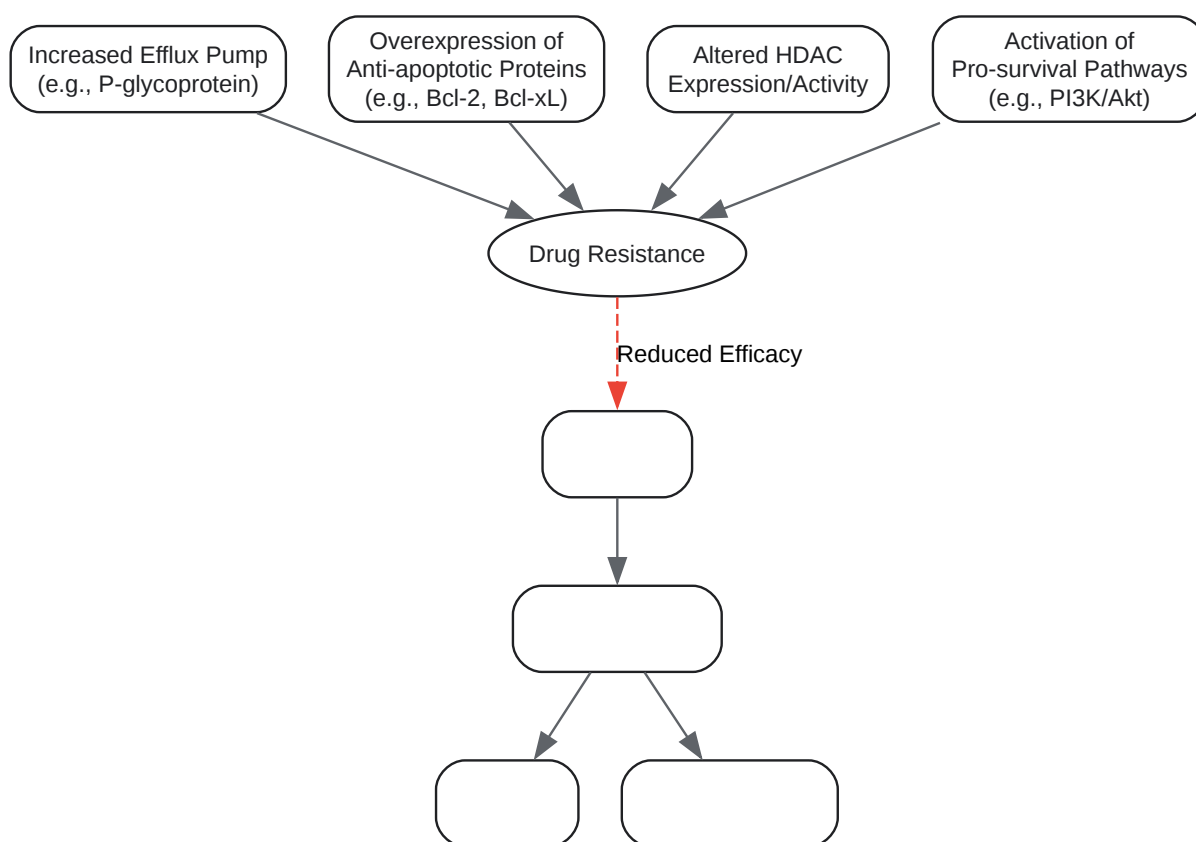 Increased Efflux Pump
(e.g., P-glycoprotein)
Overexpression of
Anti-apoptotic Proteins
(e.g., Bcl-2, Bcl-xL)
Altered HDAC
Expression/Activity
Activation of
Pro-survival Pathways
(e.g., PI3K/Akt)
Drug Resistance
Reduced Efficacy